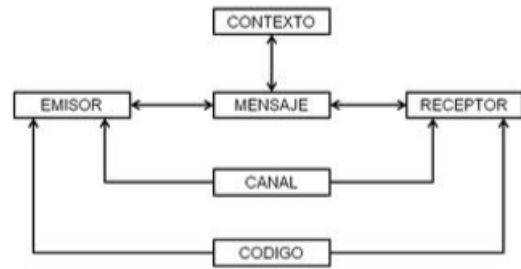 CONTEXTO
EMISOR
MENSAJE
RECEPTOR
CANAL
CODIGO